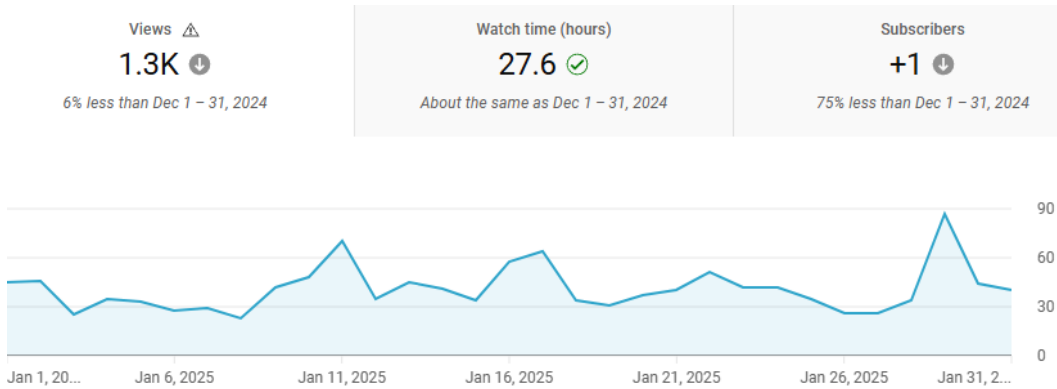 Views
1.3K
6% less than Dec 1 – 31, 2024
Watch time (hours)
27.6
About the same as Dec 1 – 31, 2024
Subscribers
+1
75% less than Dec 1 – 31, 2024
90
60
30
0
Jan 1, 20... Jan 6, 2025 Jan 11, 2025 Jan 16, 2025 Jan 21, 2025 Jan 26, 2025 Jan 31, 2...